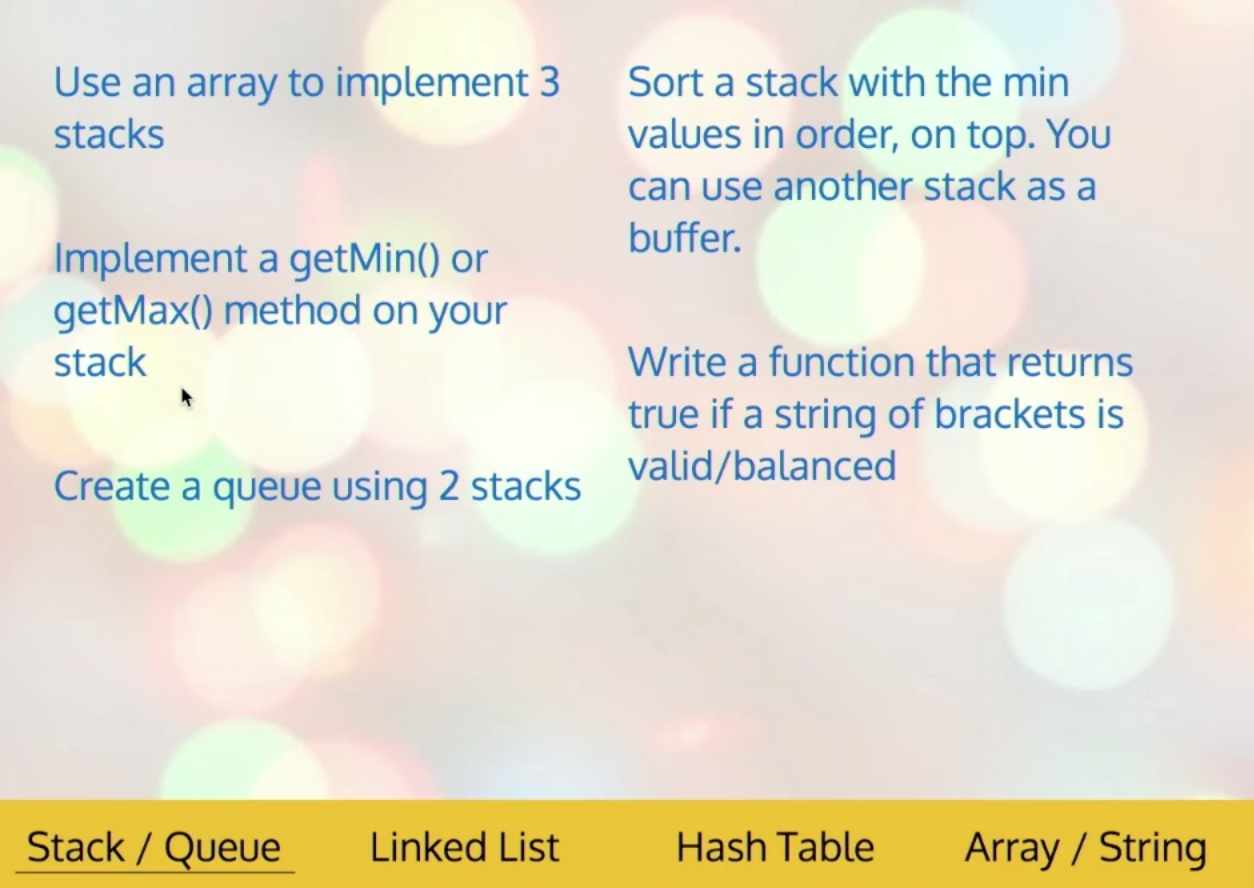 Use an array to implement 3
stacks
Implement a getMin() or
getMax() method on your
stack
Create a queue using 2 stacks
Sort a stack with the min
values in order, on top. You
can use another stack as a
buffer.
Write a function that returns
true if a string of brackets is
valid/balanced
Stack / Queue
Linked List
Hash Table
Array / String